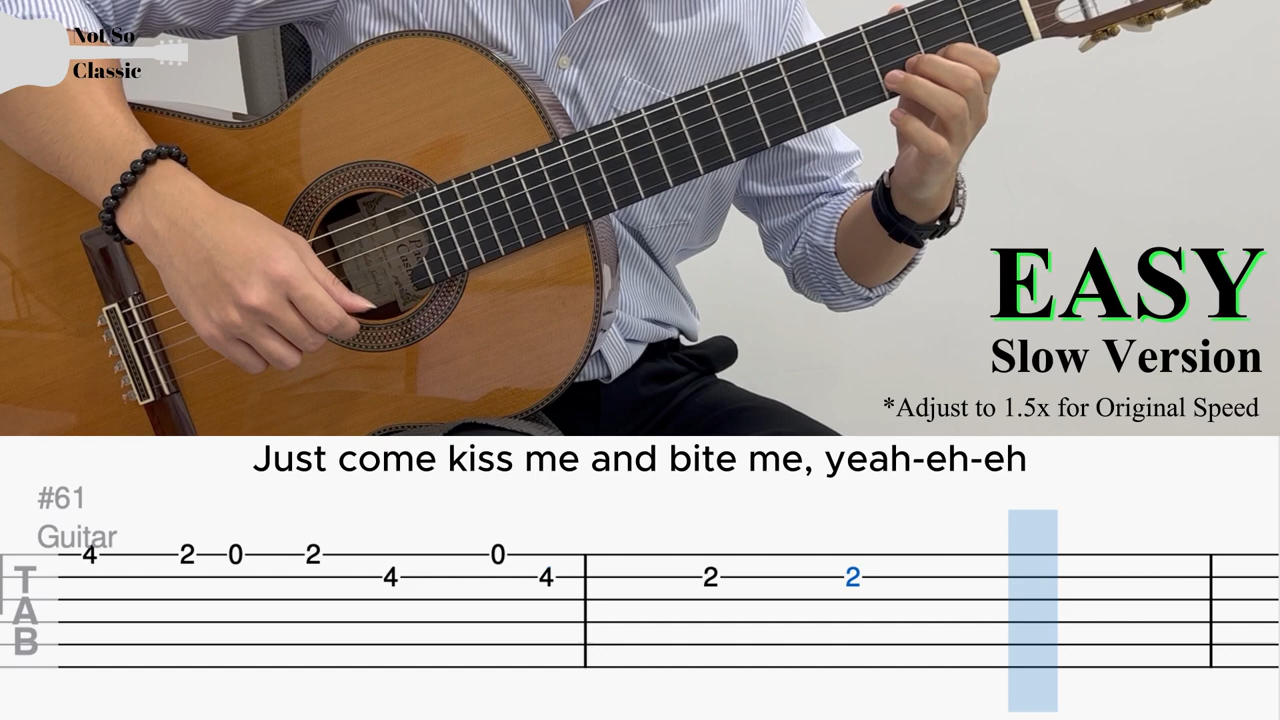 Not So
Classic
EASY
Slow Version
*Adjust to 1.5x for Original Speed
Just come kiss me and bite me, yeah-eh-eh
#61
Guitar
4 2 0 2 0
T 4 4 2 2
A
B